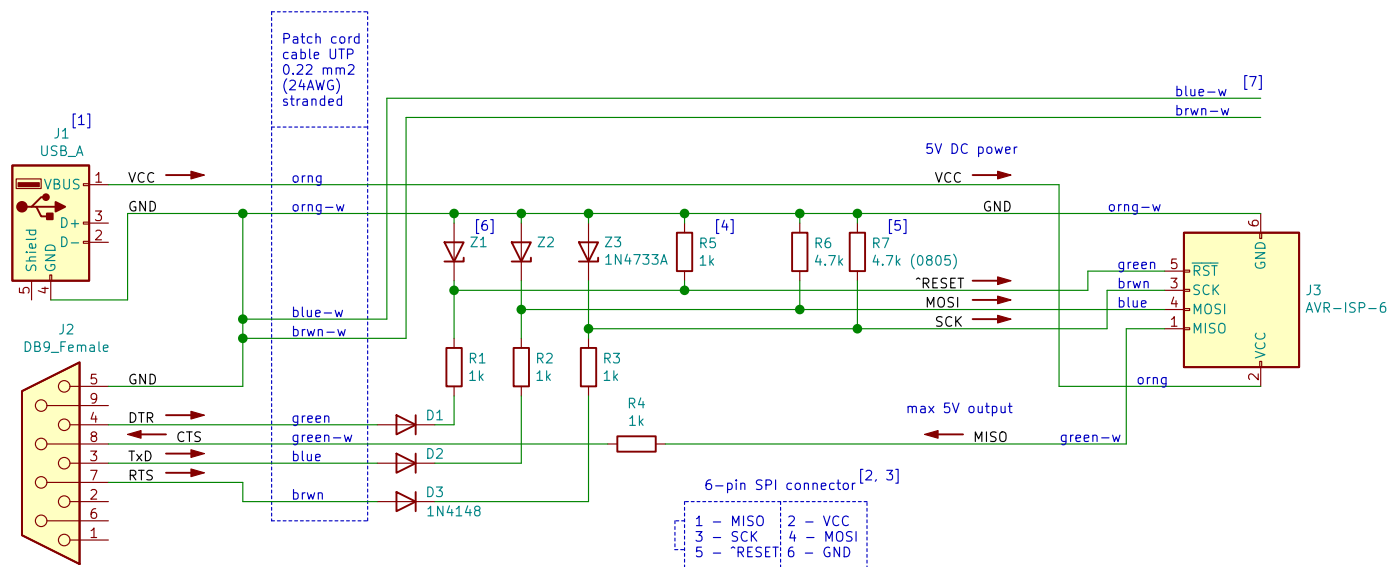 Patch cord
cable UTP
0.22 mm2
(24AWG)
stranded
[7]
blue-w
brwn-w
[1]
J1
USB_A
VBUS
1
VCC
orng
5V DC power
VCC
GND
orng-w
GND
orng-w
D+
3
D-
2
Shield
GND
5
4
[6]
Z1
Z2
Z3
1N4733A
[4]
R5
1k
R6
4.7k
[5]
R7
4.7k (0805)
^RESET
MOSI
SCK
green
brwn
blue
6
GND
5
RST
3
SCK
4
MOSI
1
MISO
VCC
2
J3
AVR-ISP-6
blue-w
brwn-w
orng
J2
DB9_Female
5
GND
9
4
DTR
green
D1
8
CTS
green-w
3
TxD
blue
D2
7
RTS
2
brwn
D3
1N4148
6
1
R1
1k
R2
1k
R3
1k
R4
1k
max 5V output
MISO
green-w
6-pin SPI connector
[2, 3]
1 - MISO
2 - VCC
3 - SCK
4 - MOSI
5 - ^RESET
6 - GND